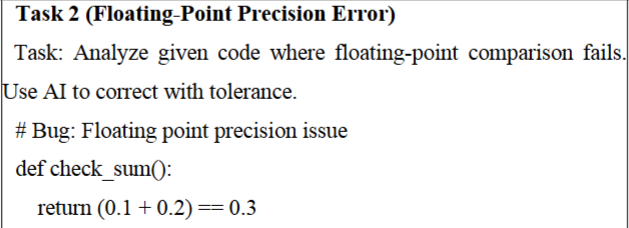 Task 2 (Floating-Point Precision Error)
Task: Analyze given code where floating-point comparison fails.
Use AI to correct with tolerance.
# Bug: Floating point precision issue
def check_sum():
return (0.1 + 0.2) == 0.3